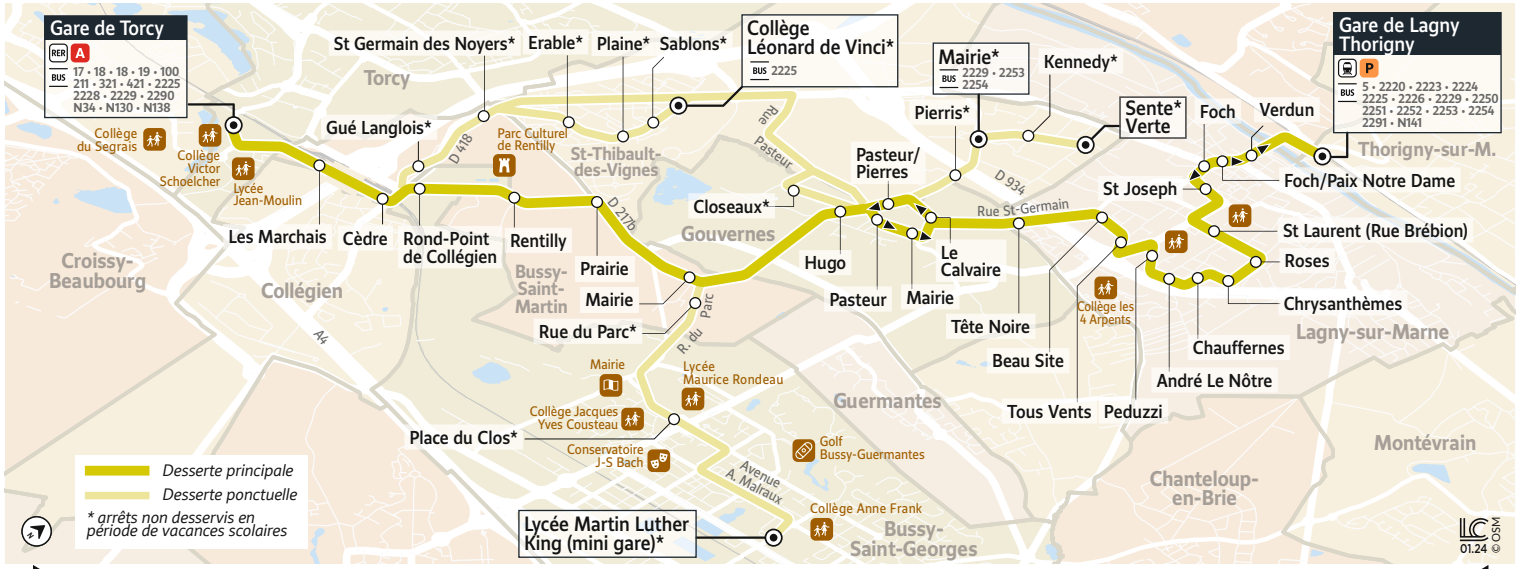 Gare de Torcy
RER A
BUS 17 • 18 • 18 • 19 • 100
211 • 321 • 421 • 2225
2228 • 2229 • 2290
N34 • N130 • N138
Collège
du Segrais
Collège
Victor
Schoelcher
Lycée
Jean-Moulin
Torcy
St Germain des Noyers*
Erable*
Plaine*
Sablons*
Collège
Léonard de Vinci*
BUS 2225
Gué Langlois*
D 418
Parc Culturel
de Rentilly
St-Thibault-
des-Vignes
Rue
Pasteur
Mairie*
BUS 2229 • 2253
2254
Kennedy*
Pierris*
Sente*
Verte
D 934
Gare de Lagny
Thorigny
P
BUS 5 • 2220 • 2223 • 2224
2225 • 2226 • 2229 • 2250
2251 • 2252 • 2253 • 2254
2291 • N141
Foch
Verdun
Thorigny-sur-M.
Foch/Paix Notre Dame
St Joseph
St Laurent (Rue Brébion)
Roses
Chrysanthèmes
Lagny-sur-Marne
Chauffernes
André Le Nôtre
Collège les
4 Arpents
Peduzzi
Tous Vents
Beau Site
Tête Noire
Rue St-Germain
Le
Calvaire
Mairie
Pasteur
Pasteur/
Pierres
Hugo
Closeaux*
Gouvernes
Les Marchais
Cèdre
Rond-Point
de Collégien
Rentilly
Prairie
D 217b
Mairie
Bussy-
Saint-
Martin
Croissy-
Beaubourg
Collégien
A4
Rue du Parc*
R. du Parc
Mairie
Lycée
Maurice Rondeau
Collège Jacques
Yves Cousteau
Place du Clos*
Conservatoire
J-S Bach
Golf
Bussy-Guermantes
Avenue
A. Malraux
Collège Anne Frank
Lycée Martin Luther
King (mini gare)*
Bussy-
Saint-Georges
Guermantes
Chanteloup-
en-Brie
Montévrain
Desserte principale
Desserte ponctuelle
* arrêts non desservis en
période de vacances scolaires
LC
01.24
© OSM